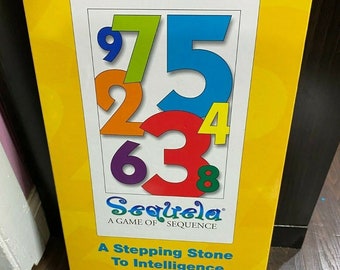 9 7 5
2 4
6 3 8
Sequela®
A GAME OF SEQUENCE
A Stepping Stone
To Intelligence